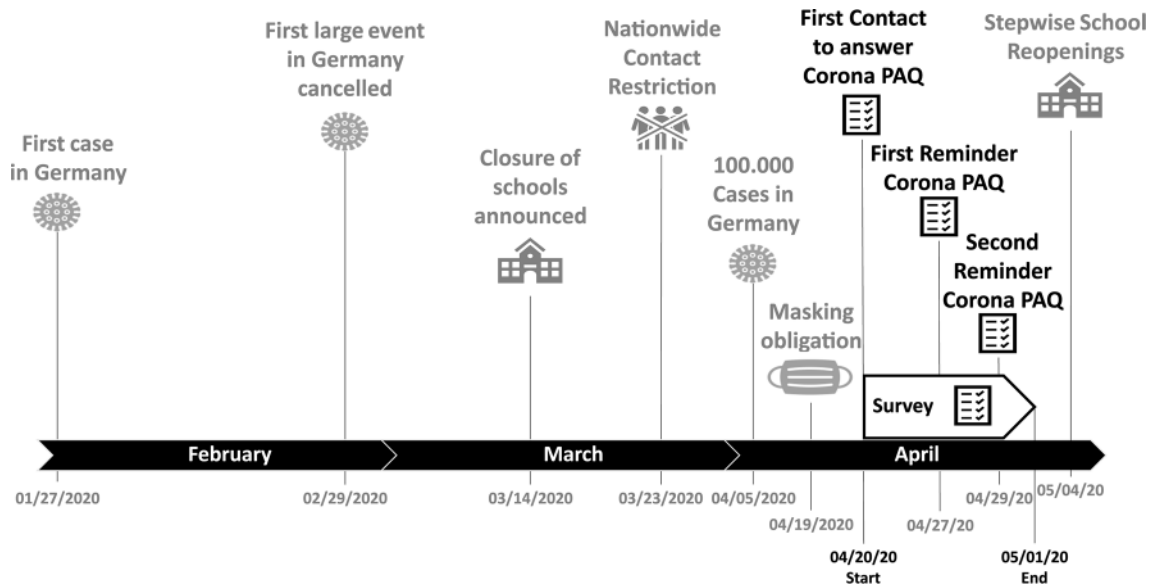 First case
in Germany
First large event
in Germany
cancelled
Closure of
schools
announced
Nationwide
Contact
Restriction
100.000
Cases in
Germany
Masking
obligation
First Contact
to answer
Corona PAQ
First Reminder
Corona PAQ
Second
Reminder
Corona PAQ
Stepwise School
Reopenings
Survey
February
March
April
01/27/2020
02/29/2020
03/14/2020
03/23/2020
04/05/2020
04/19/2020
04/20/20
Start
04/27/20
04/29/20
05/01/20
End
05/04/20